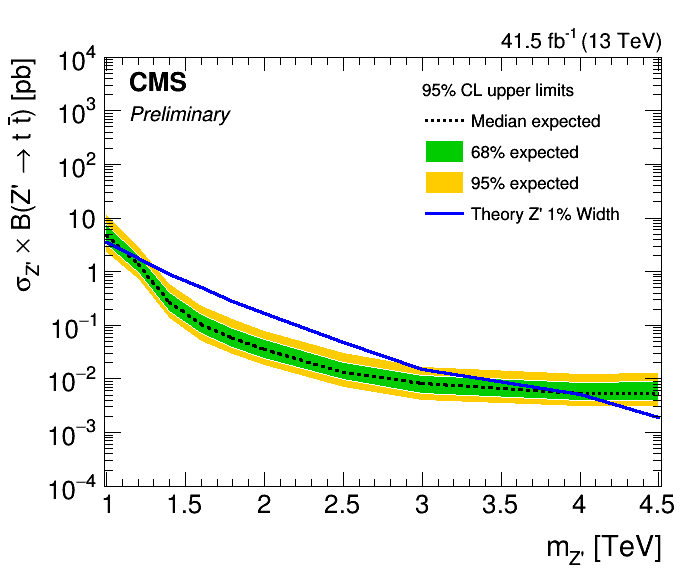 41.5 fb⁻¹ (13 TeV)
CMS
Preliminary
95% CL upper limits
Median expected
68% expected
95% expected
Theory Z' 1% Width
σ_Z' × B(Z' → t t̄) [pb]
10⁴
10³
10²
10
1
10⁻¹
10⁻²
10⁻³
10⁻⁴
1 1.5 2 2.5 3 3.5 4 4.5
m_Z' [TeV]